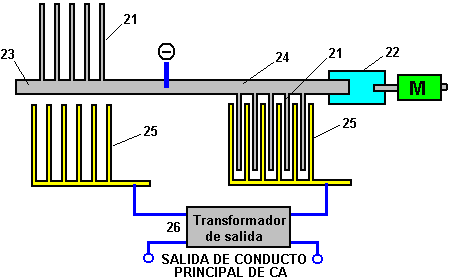 21
23
−
24
21
22
M
25
25
26
Transformador
de salida
SALIDA DE CONDUCTO
PRINCIPAL DE CA